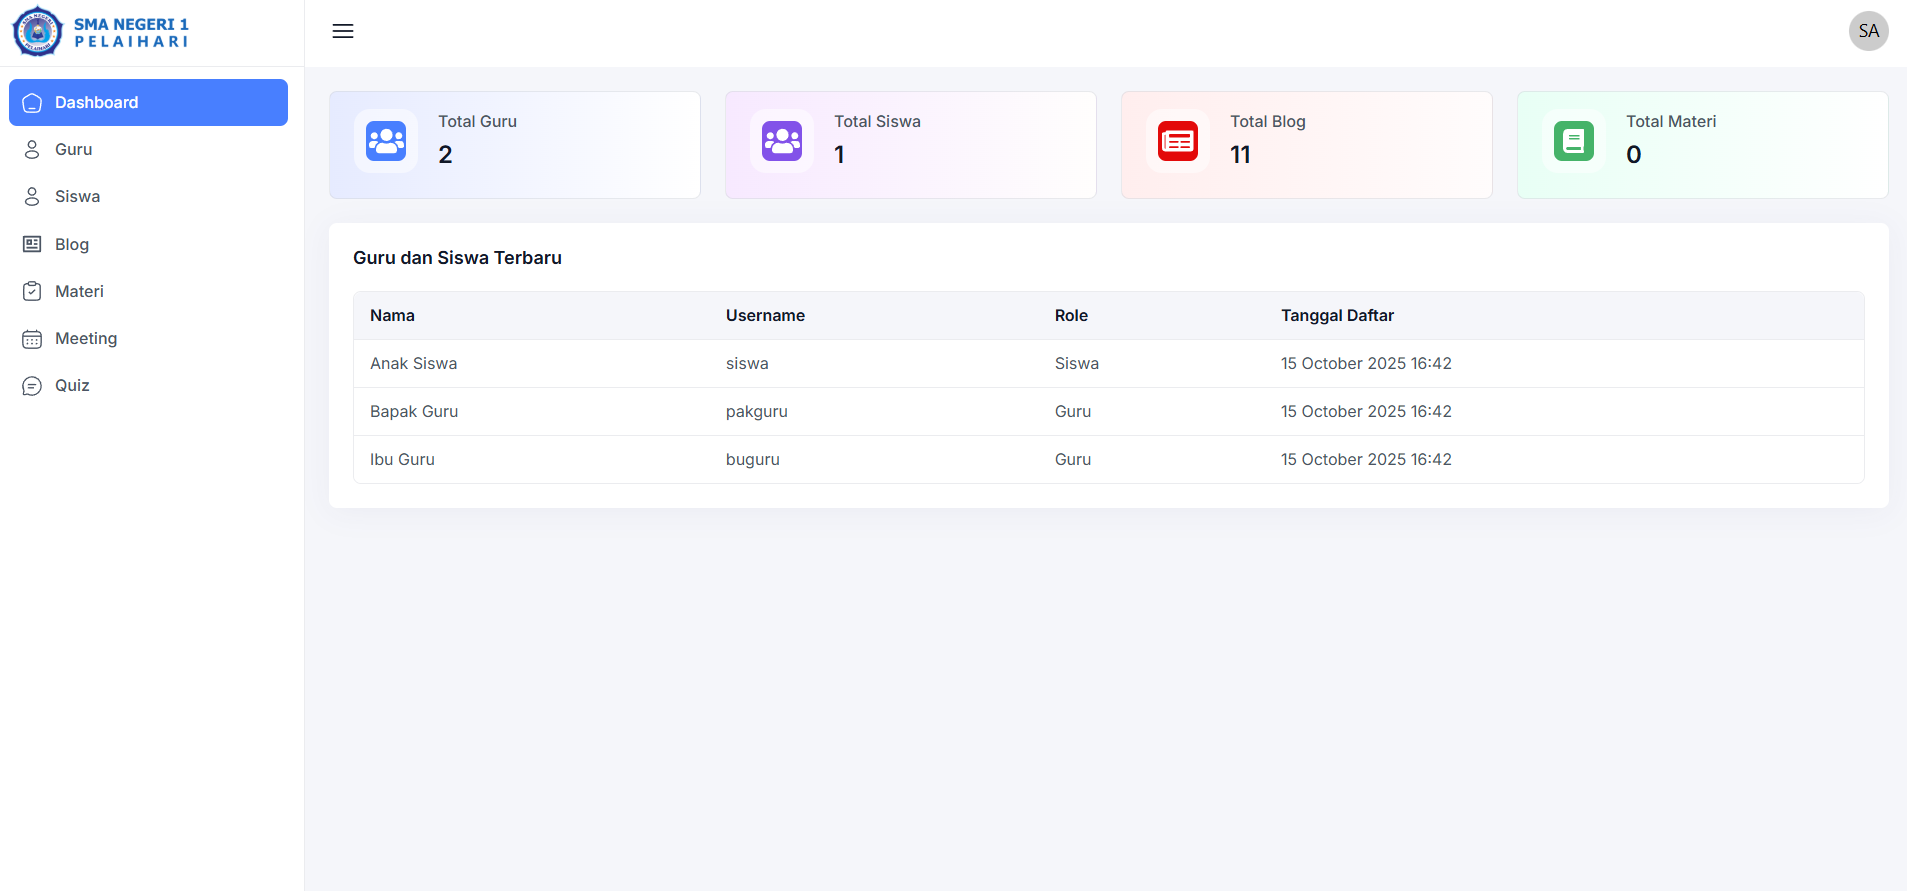 SMA NEGERI 1
PELAIHARI
SA
Dashboard
Guru
Siswa
Blog
Materi
Meeting
Quiz
Total Guru
2
Total Siswa
1
Total Blog
11
Total Materi
0
Guru dan Siswa Terbaru
Nama Username Role Tanggal Daftar
Anak Siswa siswa Siswa 15 October 2025 16:42
Bapak Guru pakguru Guru 15 October 2025 16:42
Ibu Guru buguru Guru 15 October 2025 16:42